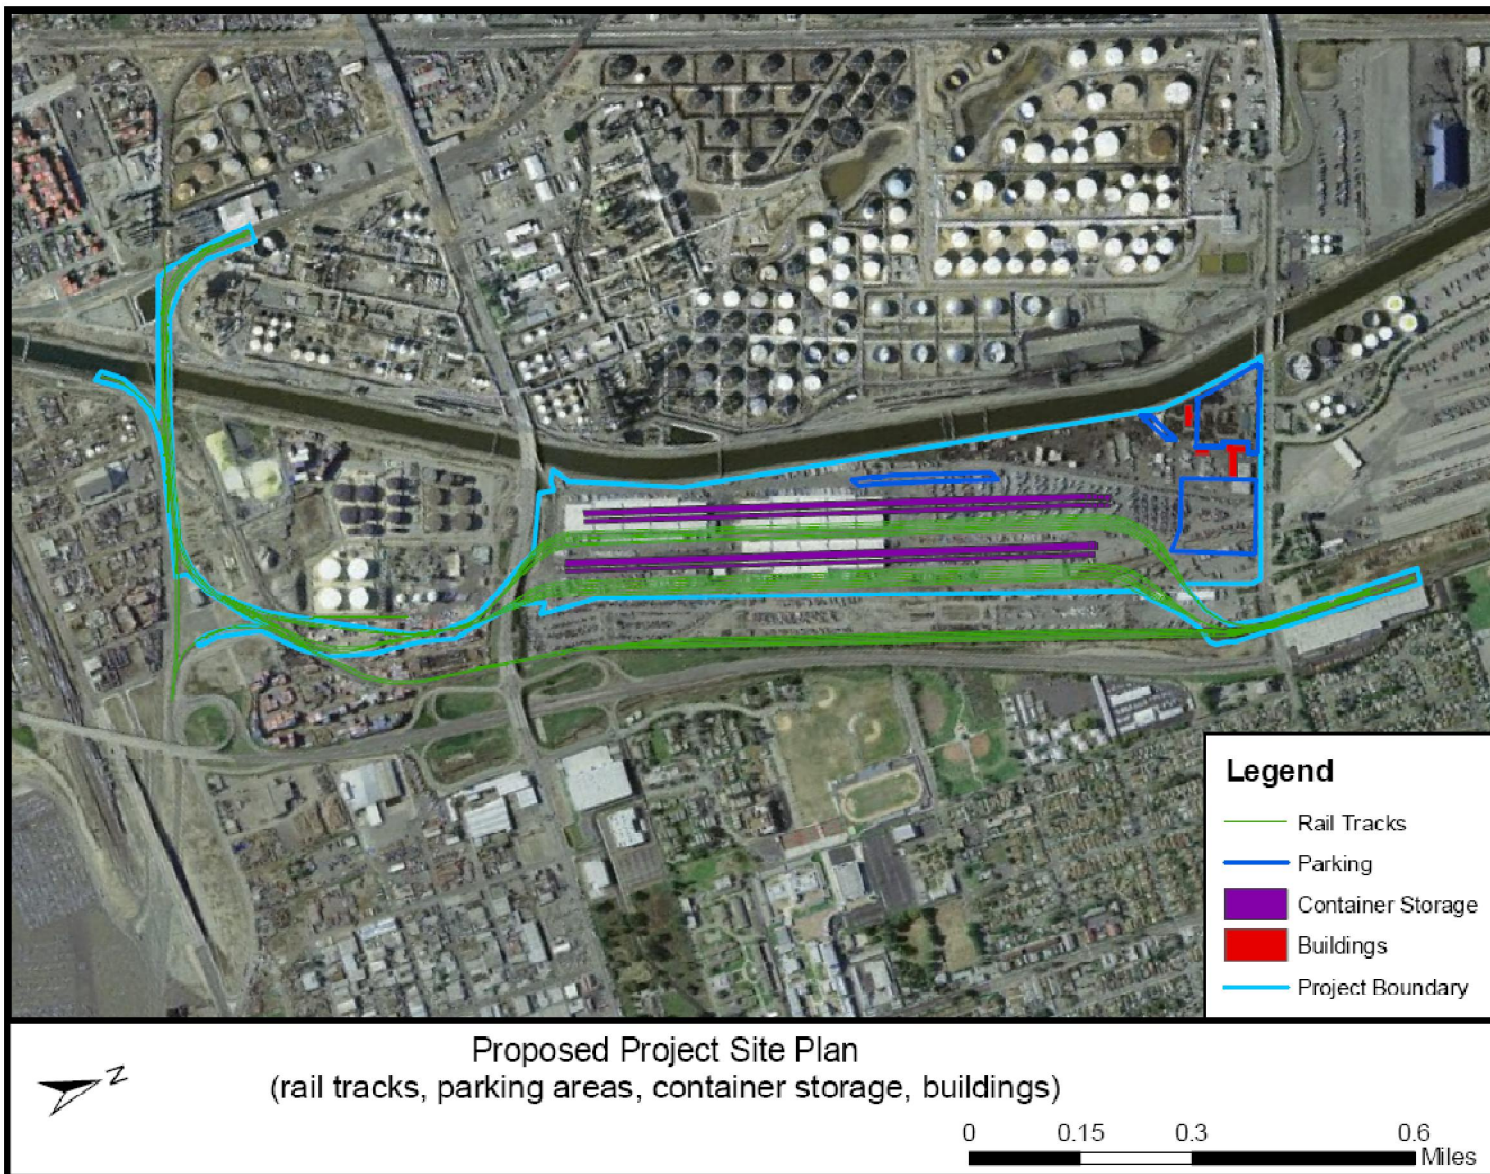 Legend
Rail Tracks
Parking
Container Storage
Buildings
Project Boundary
Proposed Project Site Plan
(rail tracks, parking areas, container storage, buildings)
N
0 0.15 0.3 0.6
Miles